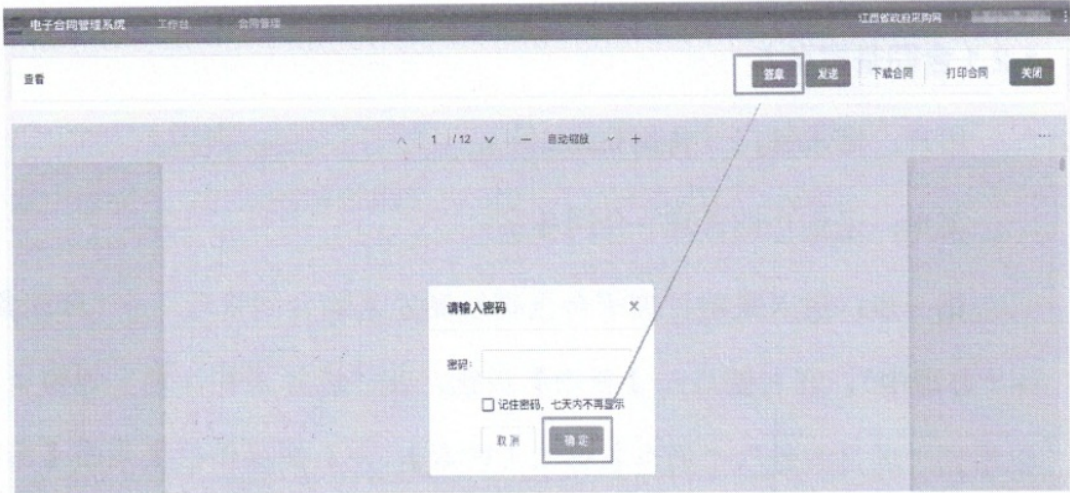 电子合同管理系统 工作台 合同管理 江西省政府采购网
查看 签章 发送 下载合同 打印合同 关闭
1 /12 — 自动缩放 +
请输入密码 ×
密码:
记住密码,七天内不再显示
取消 确定